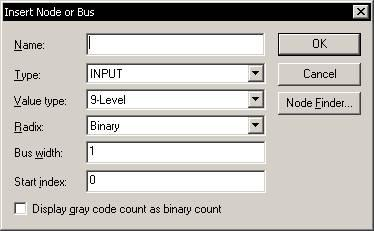 Insert Node or Bus
Name:
OK
Type: INPUT
Cancel
Value type: 9-Level
Node Finder...
Radix: Binary
Bus width: 1
Start index: 0
Display gray code count as binary count